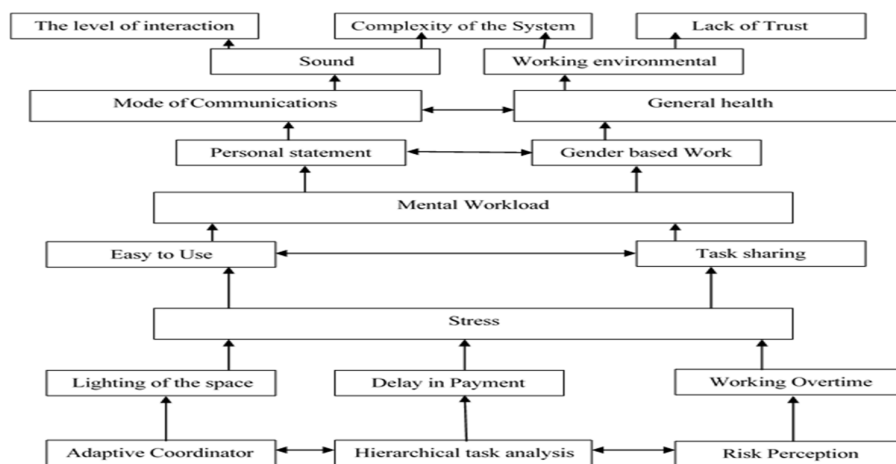 The level of interaction
Complexity of the System
Lack of Trust
Sound
Working environmental
Mode of Communications
General health
Personal statement
Gender based Work
Mental Workload
Easy to Use
Task sharing
Stress
Lighting of the space
Delay in Payment
Working Overtime
Adaptive Coordinator
Hierarchical task analysis
Risk Perception